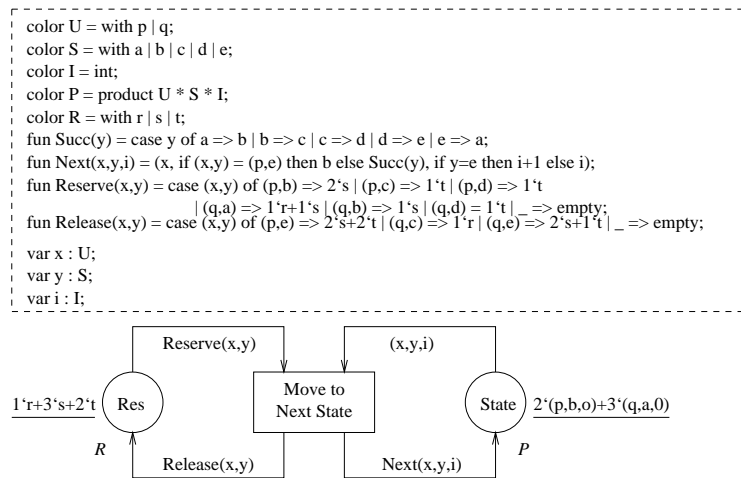 color U = with p | q;
color S = with a | b | c | d | e;
color I = int;
color P = product U * S * I;
color R = with r | s | t;
fun Succ(y) = case y of a => b | b => c | c => d | d => e | e => a;
fun Next(x,y,i) = (x, if (x,y) = (p,e) then b else Succ(y), if y=e then i+1 else i);
fun Reserve(x,y) = case (x,y) of (p,b) => 2‘s | (p,c) => 1‘t | (p,d) => 1‘t
| (q,a) => 1‘r+1‘s | (q,b) => 1‘s | (q,d) = 1‘t | _ => empty;
fun Release(x,y) = case (x,y) of (p,e) => 2‘s+2‘t | (q,c) => 1‘r | (q,e) => 2‘s+1‘t | _ => empty;
var x : U;
var y : S;
var i : I;
Reserve(x,y) (x,y,i)
1‘r+3‘s+2‘t Res Move to State 2‘(p,b,o)+3‘(q,a,0)
Next State
R P
Release(x,y) Next(x,y,i)